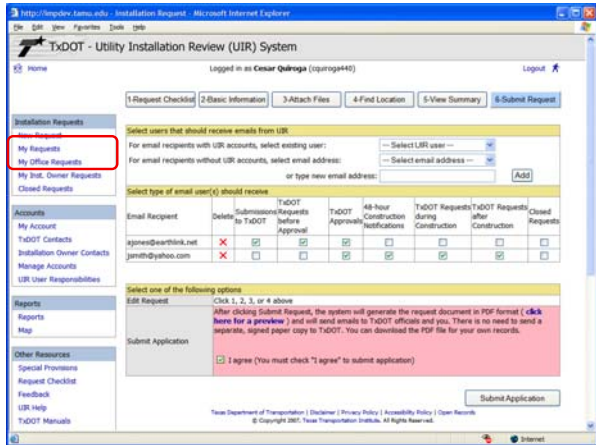 http://impdev.tamu.edu - Installation Request - Microsoft Internet Explorer
File Edit View Favorites Tools Help
TxDOT - Utility Installation Review (UIR) System
Home Logged in as Cesar Quiroga (cquiroga440) Logout
1-Request Checklist 2-Basic Information 3-Attach Files 4-Find Location 5-View Summary 6-Submit Request
Installation Requests
New Request
My Requests
My Office Requests
My Inst. Owner Requests
Closed Requests
Accounts
My Account
TxDOT Contacts
Installation Owner Contacts
Manage Accounts
UIR User Responsibilities
Reports
Reports
Map
Other Resources
Special Provisions
Request Checklist
Feedback
UIR Help
TxDOT Manuals
Select users that should receive emails from UIR
For email recipients with UIR accounts, select existing user: --- Select UIR user ---
For email recipients without UIR accounts, select email address: --- Select email address ---
or type new email address: Add
Select type of email user(s) should receive
Email Recipient Delete Submissions to TxDOT TxDOT Requests before Approval TxDOT Approvals 48-hour Construction Notifications TxDOT Requests during Construction TxDOT Requests after Construction Closed Requests
ajones@earthlink.net
jsmith@yahoo.com
Select one of the following options
Edit Request Click 1, 2, 3, or 4 above
Submit Application
After clicking Submit Request, the system will generate the request document in PDF format ( click
here for a preview ) and will send emails to TxDOT officials and you. There is no need to send a
separate, signed paper copy to TxDOT. You can download the PDF file for your own records.
I agree (You must check "I agree" to submit application)
Submit Application
Texas Department of Transportation | Disclaimer | Privacy Policy | Accessibility Policy | Open Records
© Copyright 2007, Texas Transportation Institute. All Rights Reserved.
Internet